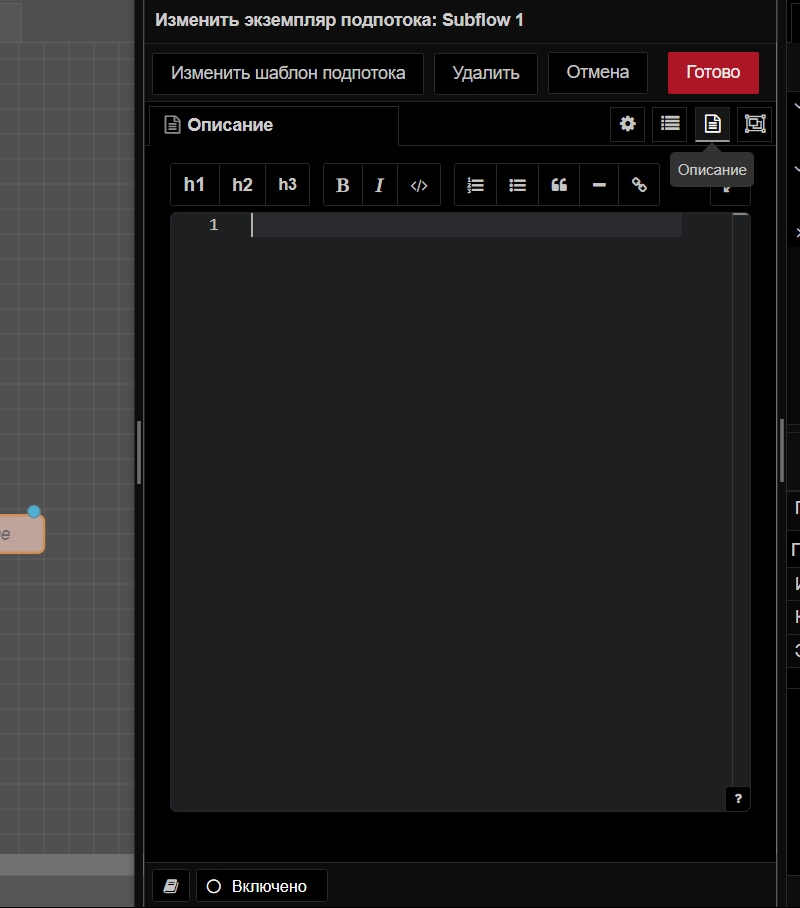 Изменить экземпляр подпотока: Subflow 1
Изменить шаблон подпотока Удалить Отмена Готово
Описание
Описание
h1 h2 h3 B I </>
1
?
Включено